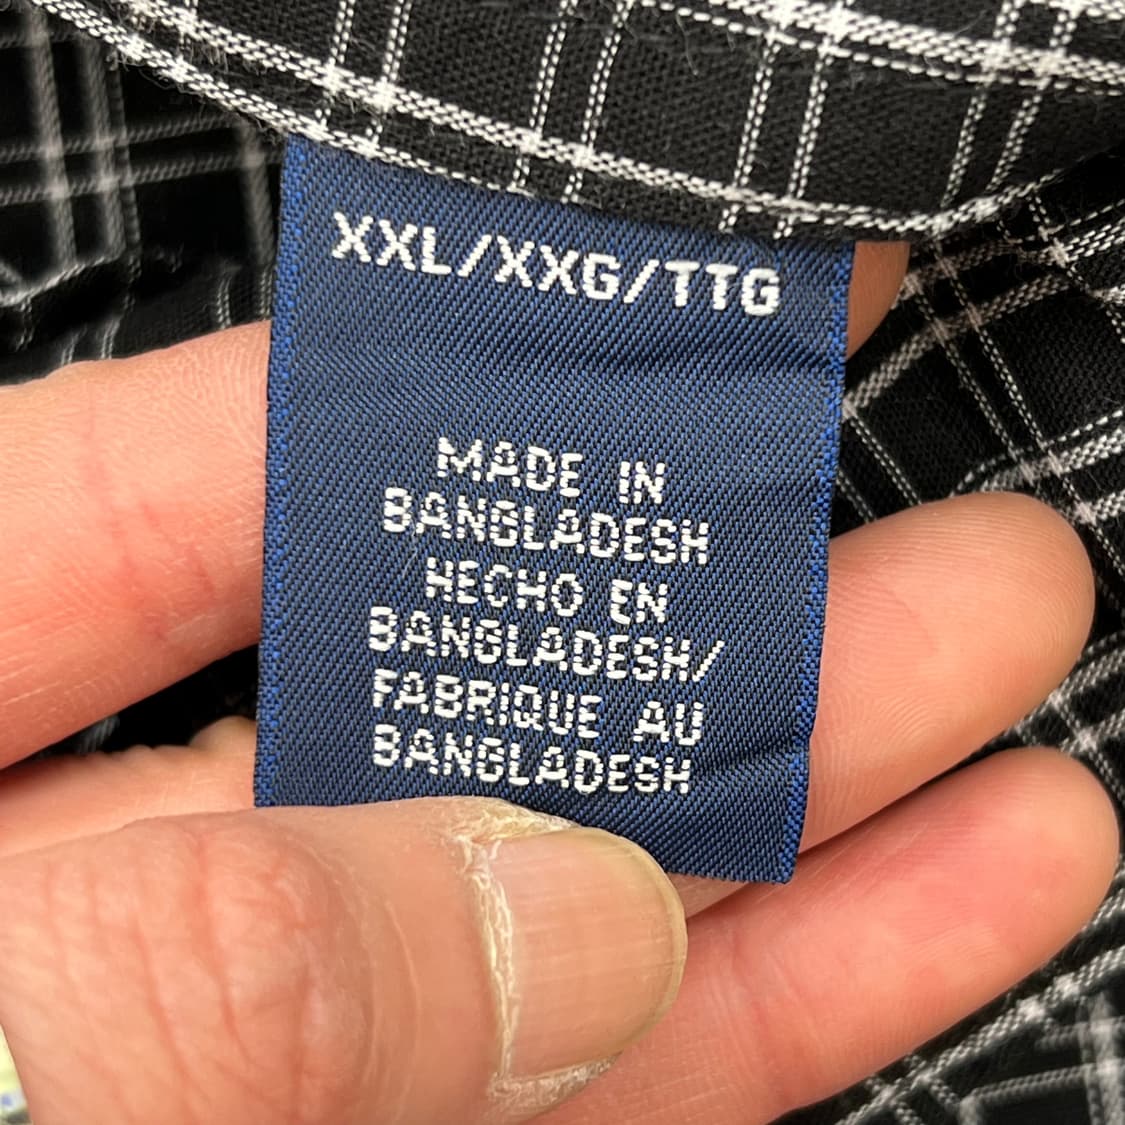 XXL/XXG/TTG
MADE IN
BANGLADESH
HECHO EN
BANGLADESH/
FABRIQUE AU
BANGLADESH